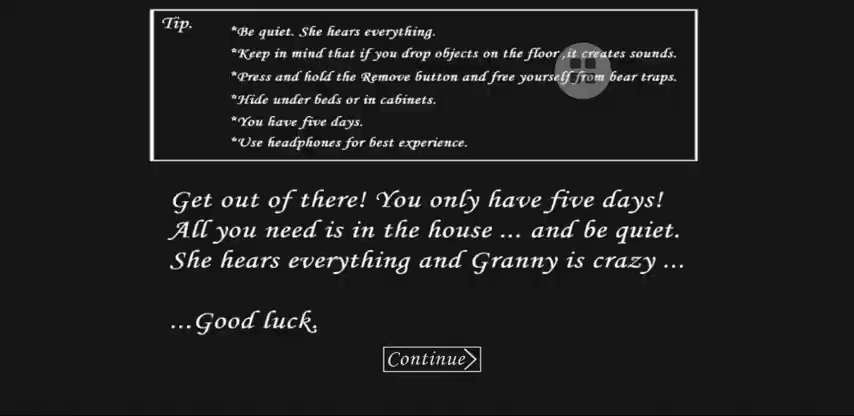 Tip.
*Be quiet. She hears everything.
*Keep in mind that if you drop objects on the floor ,it creates sounds.
*Press and hold the Remove button and free yourself from bear traps.
*Hide under beds or in cabinets.
*You have five days.
*Use headphones for best experience.
Get out of there! You only have five days!
All you need is in the house ... and be quiet.
She hears everything and Granny is crazy ...
...Good luck.
Continue